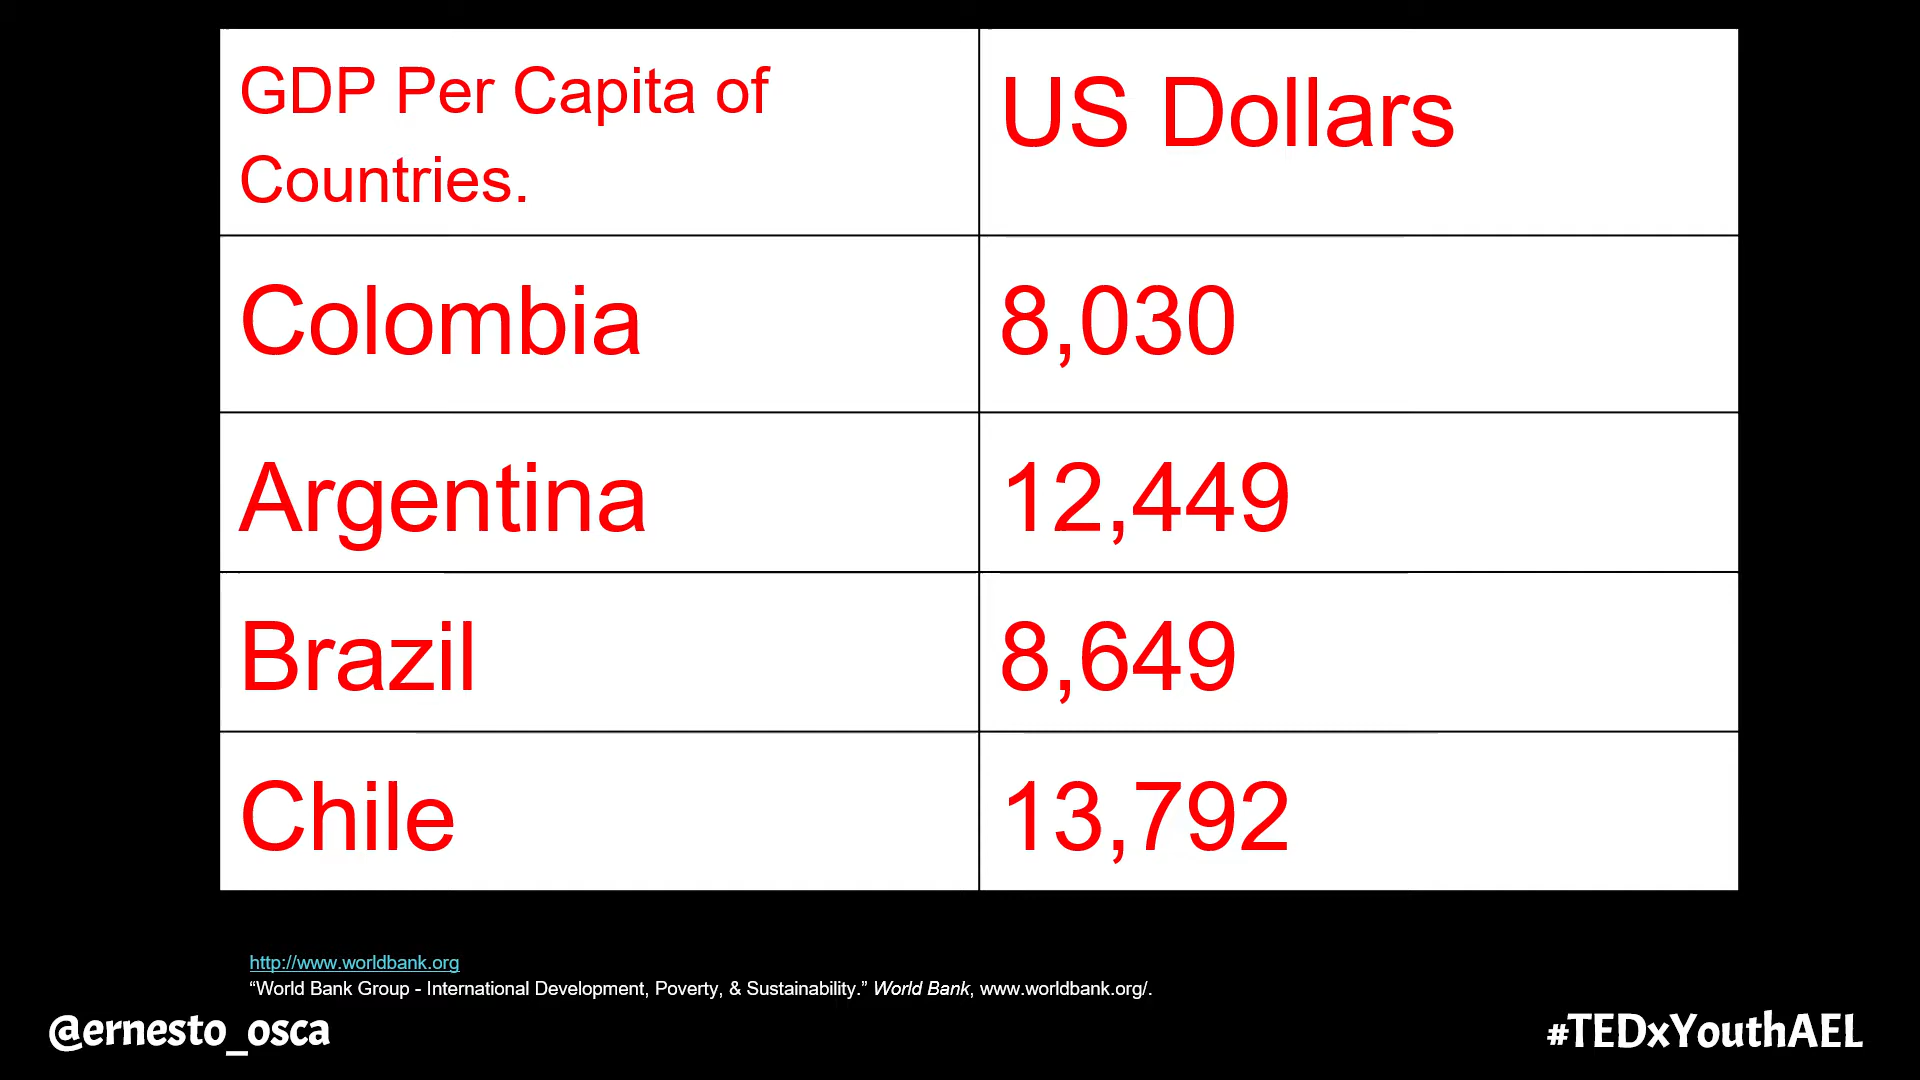 GDP Per Capita of
Countries.
US Dollars
Colombia
8,030
Argentina
12,449
Brazil
8,649
Chile
13,792
http://www.worldbank.org
“World Bank Group - International Development, Poverty, & Sustainability.” World Bank, www.worldbank.org/.
@ernesto_osca
#TEDxYouthAEL